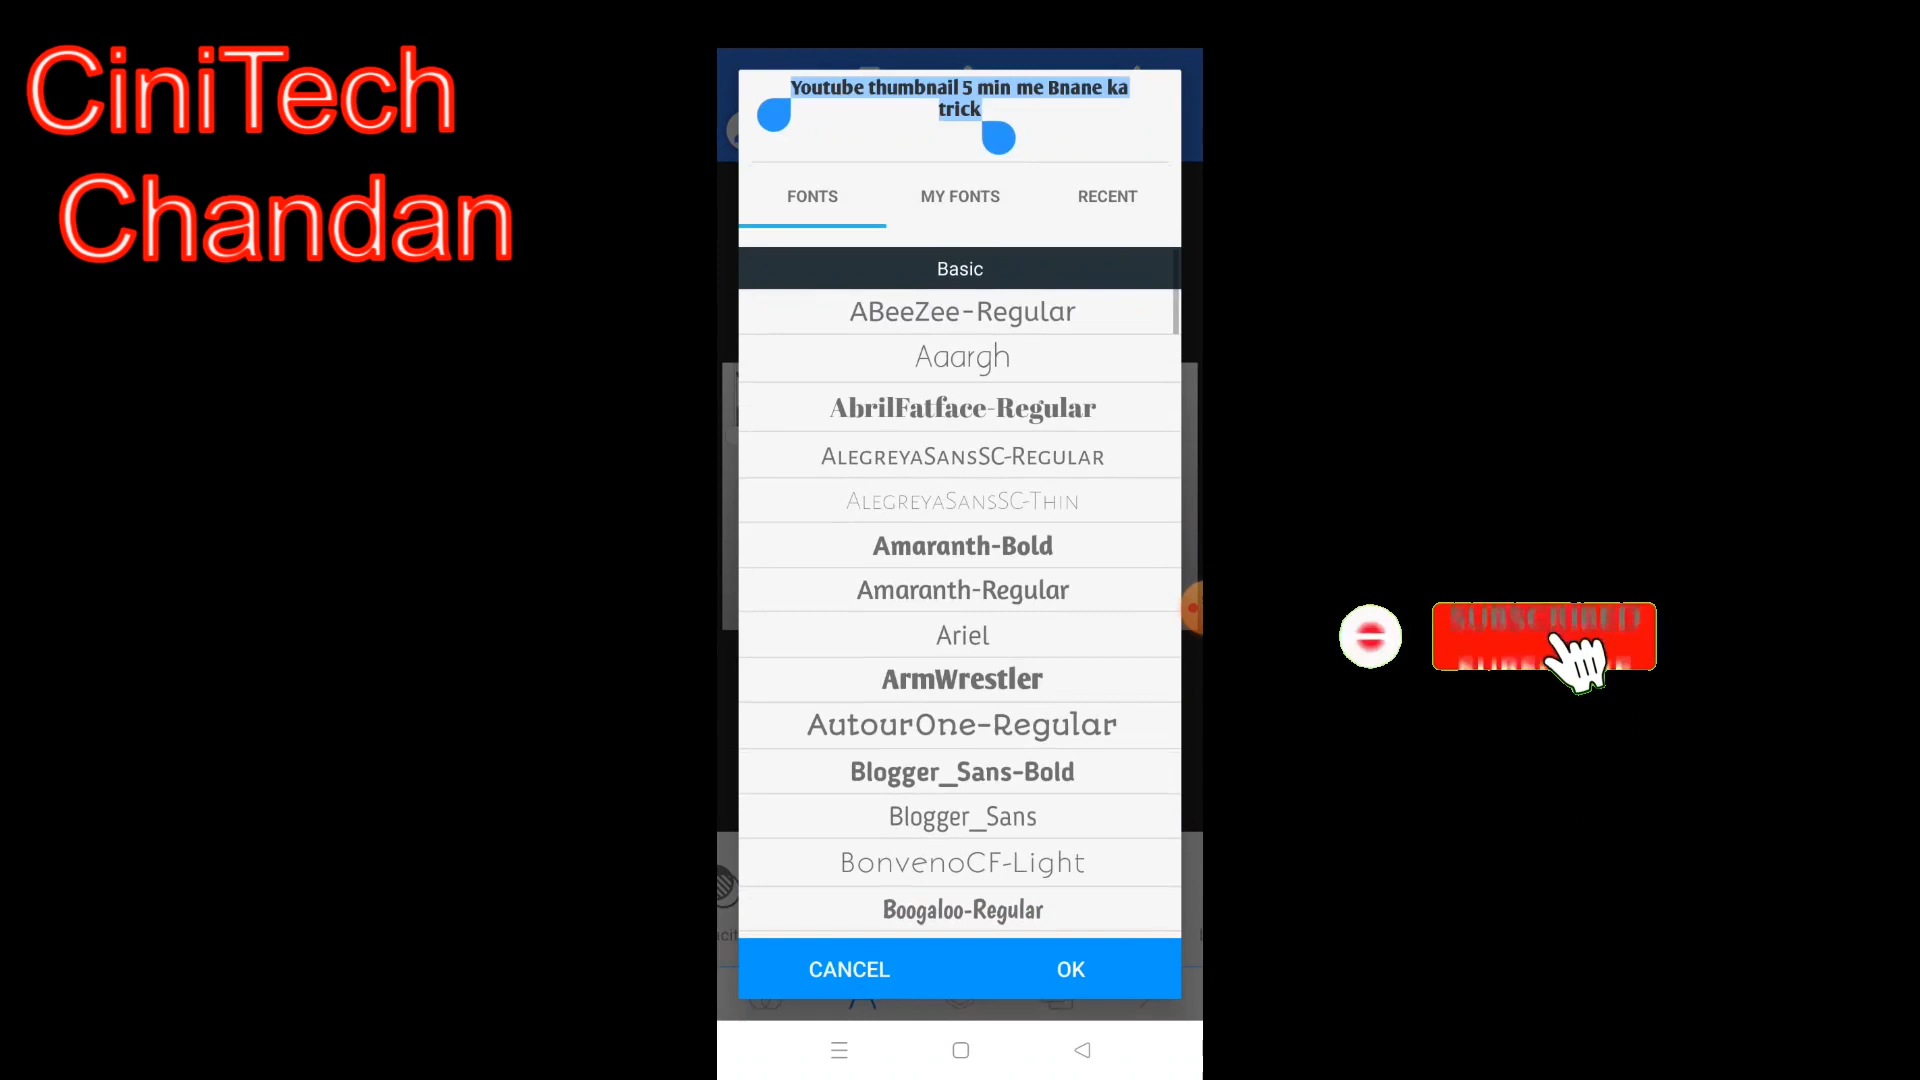 CiniTech
Chandan
Youtube thumbnail 5 min me Bnane ka
trick
FONTS
MY FONTS
RECENT
Basic
ABeeZee-Regular
Aaargh
AbrilFatface-Regular
AlegreyaSansSC-Regular
AlegreyaSansSC-Thin
Amaranth-Bold
Amaranth-Regular
Ariel
ArmWrestler
AutourOne-Regular
Blogger_Sans-Bold
Blogger_Sans
BonvenoCF-Light
Boogaloo-Regular
CANCEL
OK